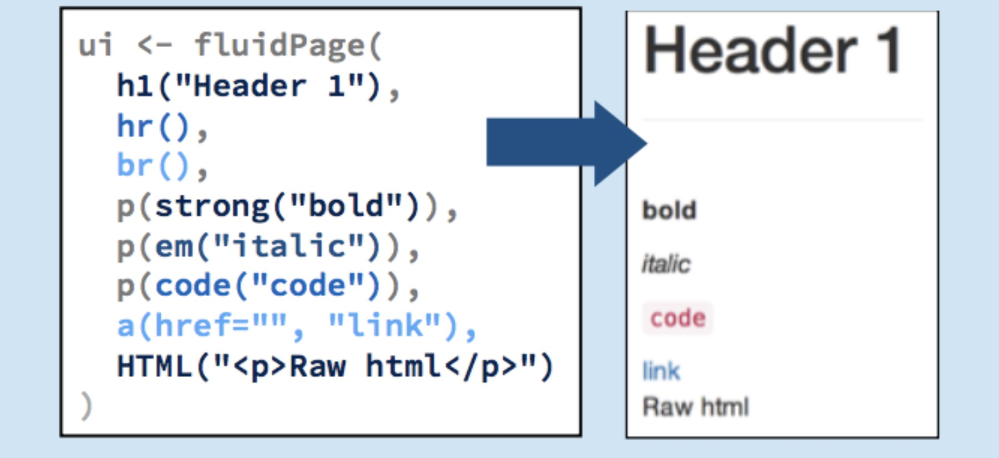 ui <- fluidPage(
h1("Header 1"),
hr(),
br(),
p(strong("bold")),
p(em("italic")),
p(code("code")),
a(href="", "link"),
HTML("<p>Raw html</p>")
)
Header 1
bold
italic
code
link
Raw html